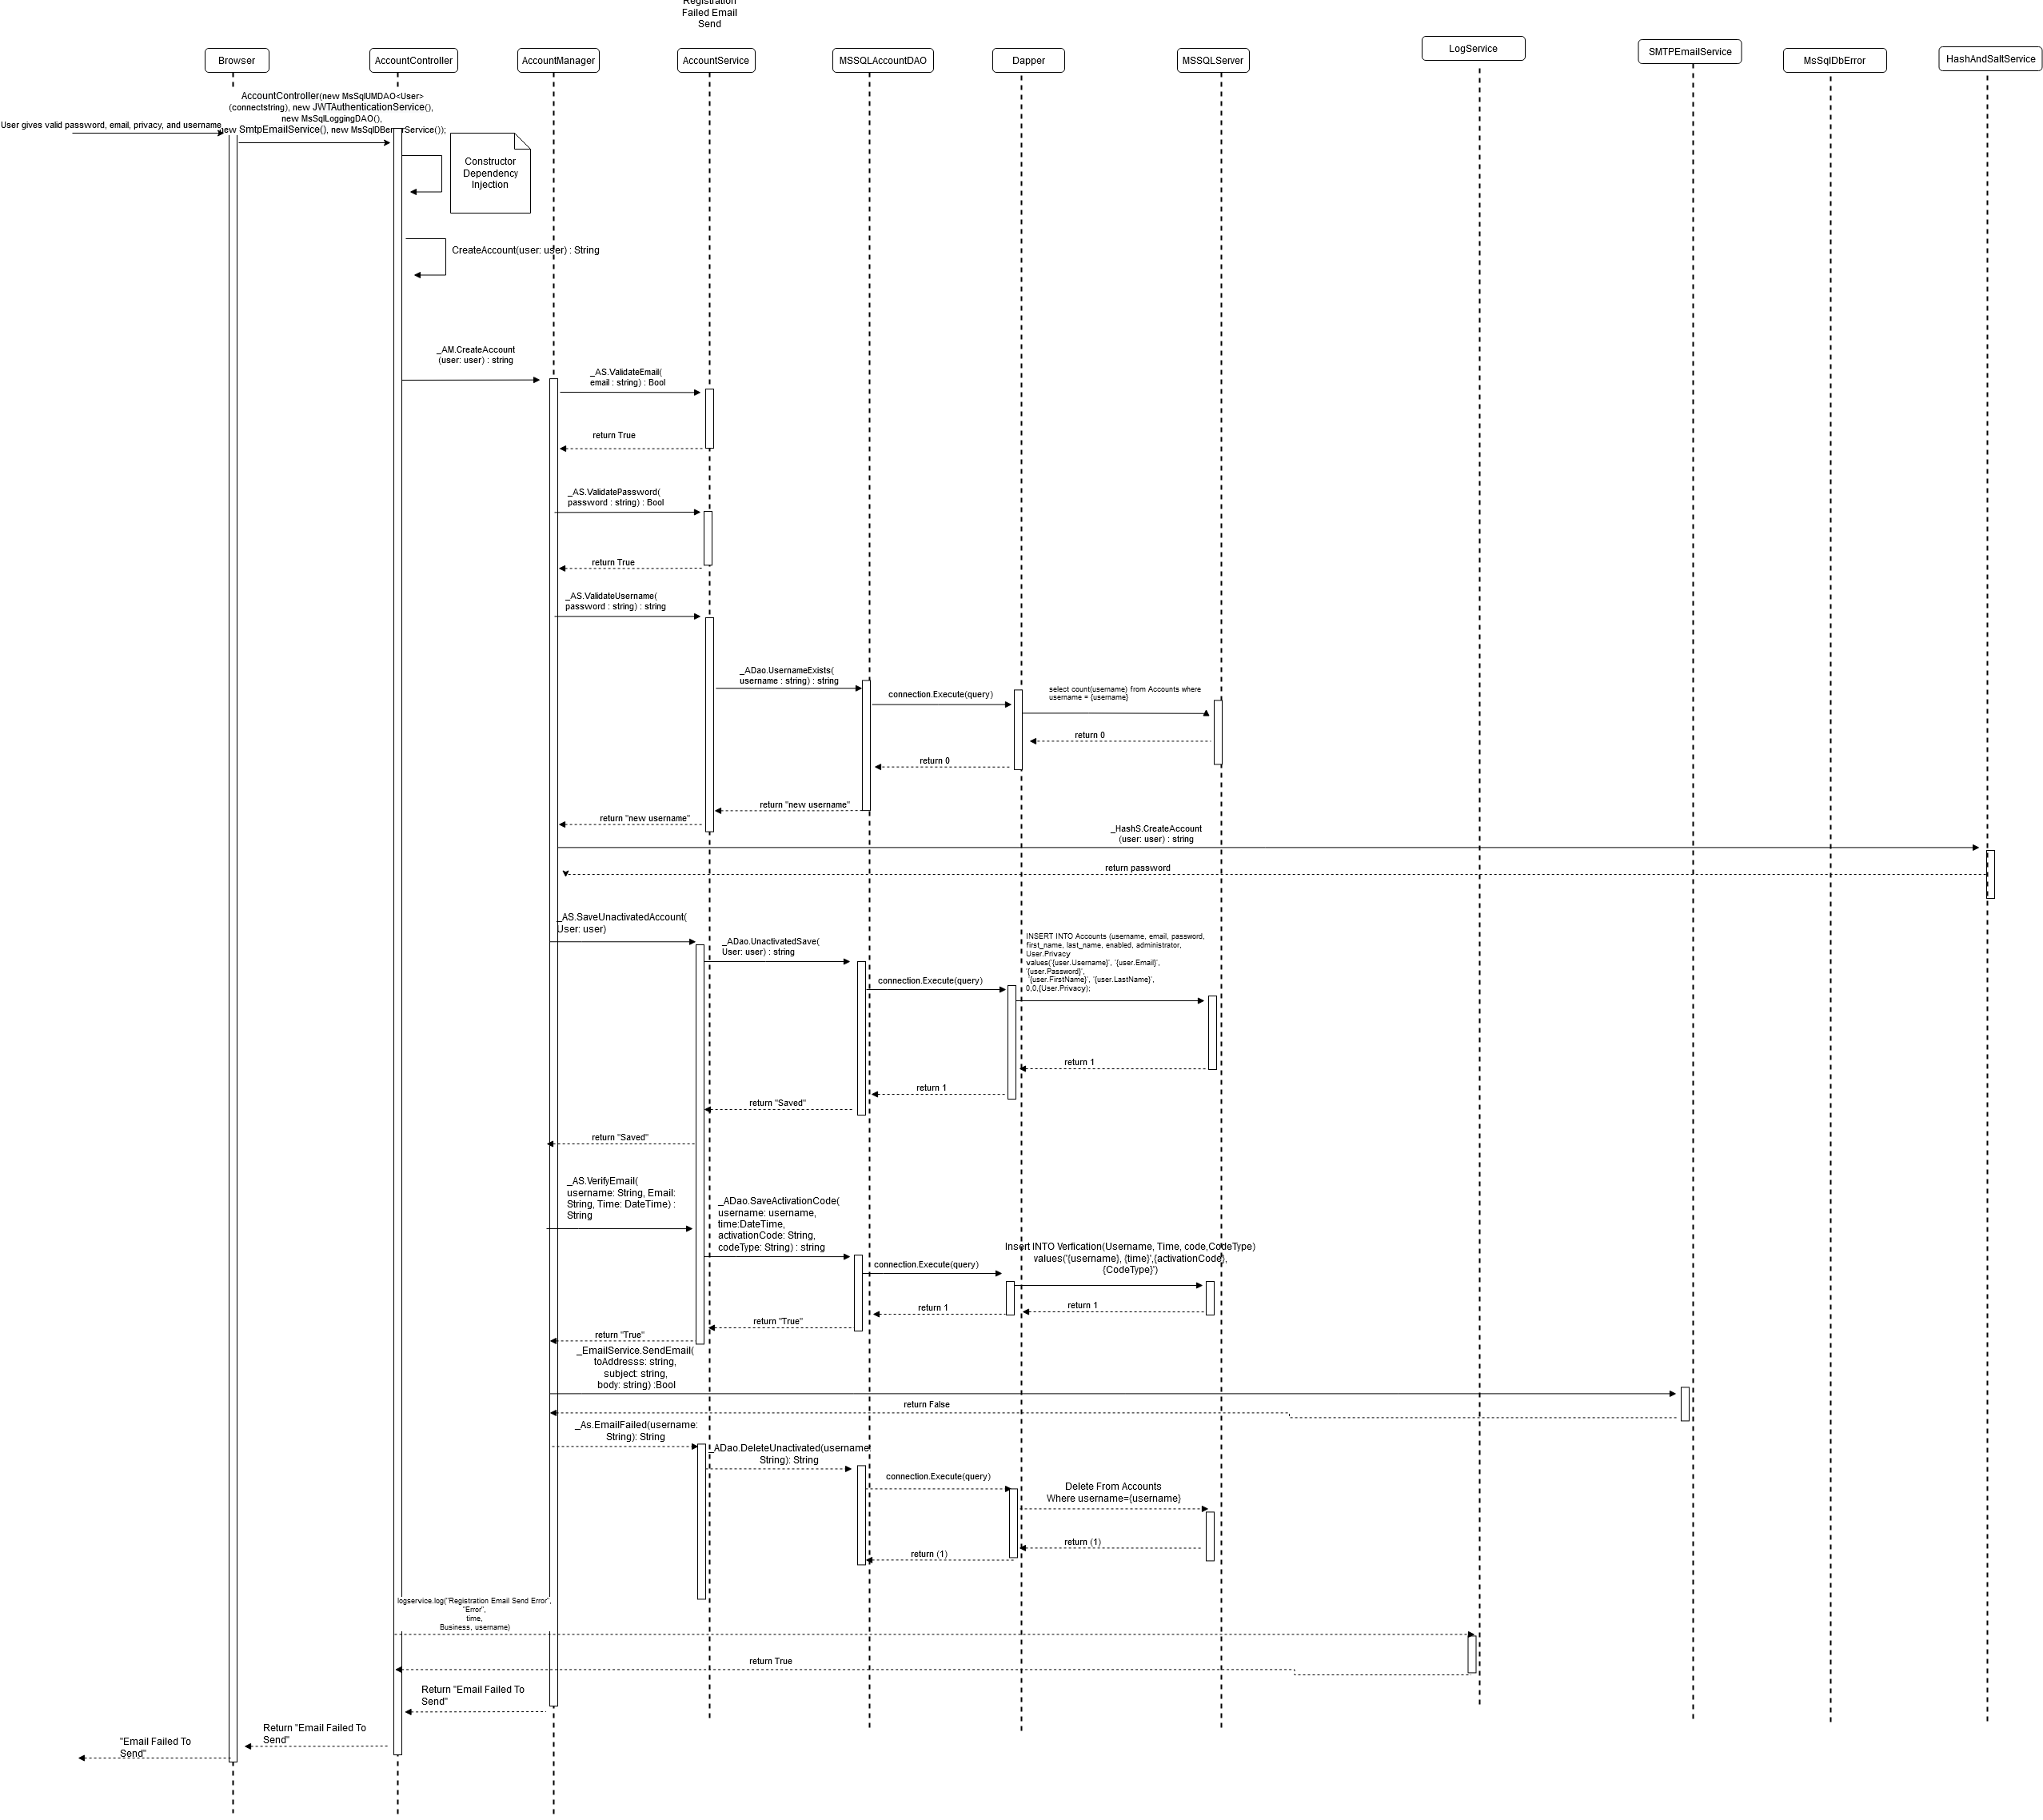 Registration
Failed Email
Send
Browser
AccountController
AccountManager
AccountService
MSSQLAccountDAO
Dapper
MSSQLServer
LogService
SMTPEmailService
MsSqlDbError
HashAndSaltService
AccountController(new MsSqlUMDAO<User>
(connectstring), new JWTAuthenticationService(),
new MsSqlLoggingDAO(),
new SmtpEmailService(), new MsSqlDBErrorService());
User gives valid password, email, privacy, and username
Constructor
Dependency
Injection
CreateAccount(user: user) : String
_AM.CreateAccount
(user: user) : string
_AS.ValidateEmail(
email : string) : Bool
return True
_AS.ValidatePassword(
password : string) : Bool
return True
_AS.ValidateUsername(
password : string) : string
_ADao.UsernameExists(
username : string) : string
connection.Execute(query)
select count(username) from Accounts where
username = {username}
return 0
return 0
return "new username"
return "new username"
_HashS.CreateAccount
(user: user) : string
return password
_AS.SaveUnactivatedAccount(
User: user)
_ADao.UnactivatedSave(
User: user) : string
connection.Execute(query)
INSERT INTO Accounts (username, email, password,
first_name, last_name, enabled, administrator,
User.Privacy
values('{user.Username}', '{user.Email}',
'{user.Password}',
'{user.FirstName}', '{user.LastName}',
0,0,{User.Privacy);
return 1
return 1
return "Saved"
return "Saved"
_AS.VerifyEmail(
username: String, Email:
String, Time: DateTime) :
String
_ADao.SaveActivationCode(
username: username,
time:DateTime,
activationCode: String,
codeType: String) : string
connection.Execute(query)
Insert INTO Verfication(Username, Time, code,CodeType)
values('{username}, {time}',{activationCode},
{CodeType}')
return 1
return 1
return "True"
return "True"
_EmailService.SendEmail(
toAddresss: string,
subject: string,
body: string) :Bool
return False
_As.EmailFailed(username:
String): String
_ADao.DeleteUnactivated(username:
String): String
connection.Execute(query)
Delete From Accounts
Where username={username}
return (1)
return (1)
logservice.log("Registration Email Send Error",
"Error",
time,
Business, username)
return True
Return "Email Failed To
Send"
Return "Email Failed To
Send"
"Email Failed To
Send"